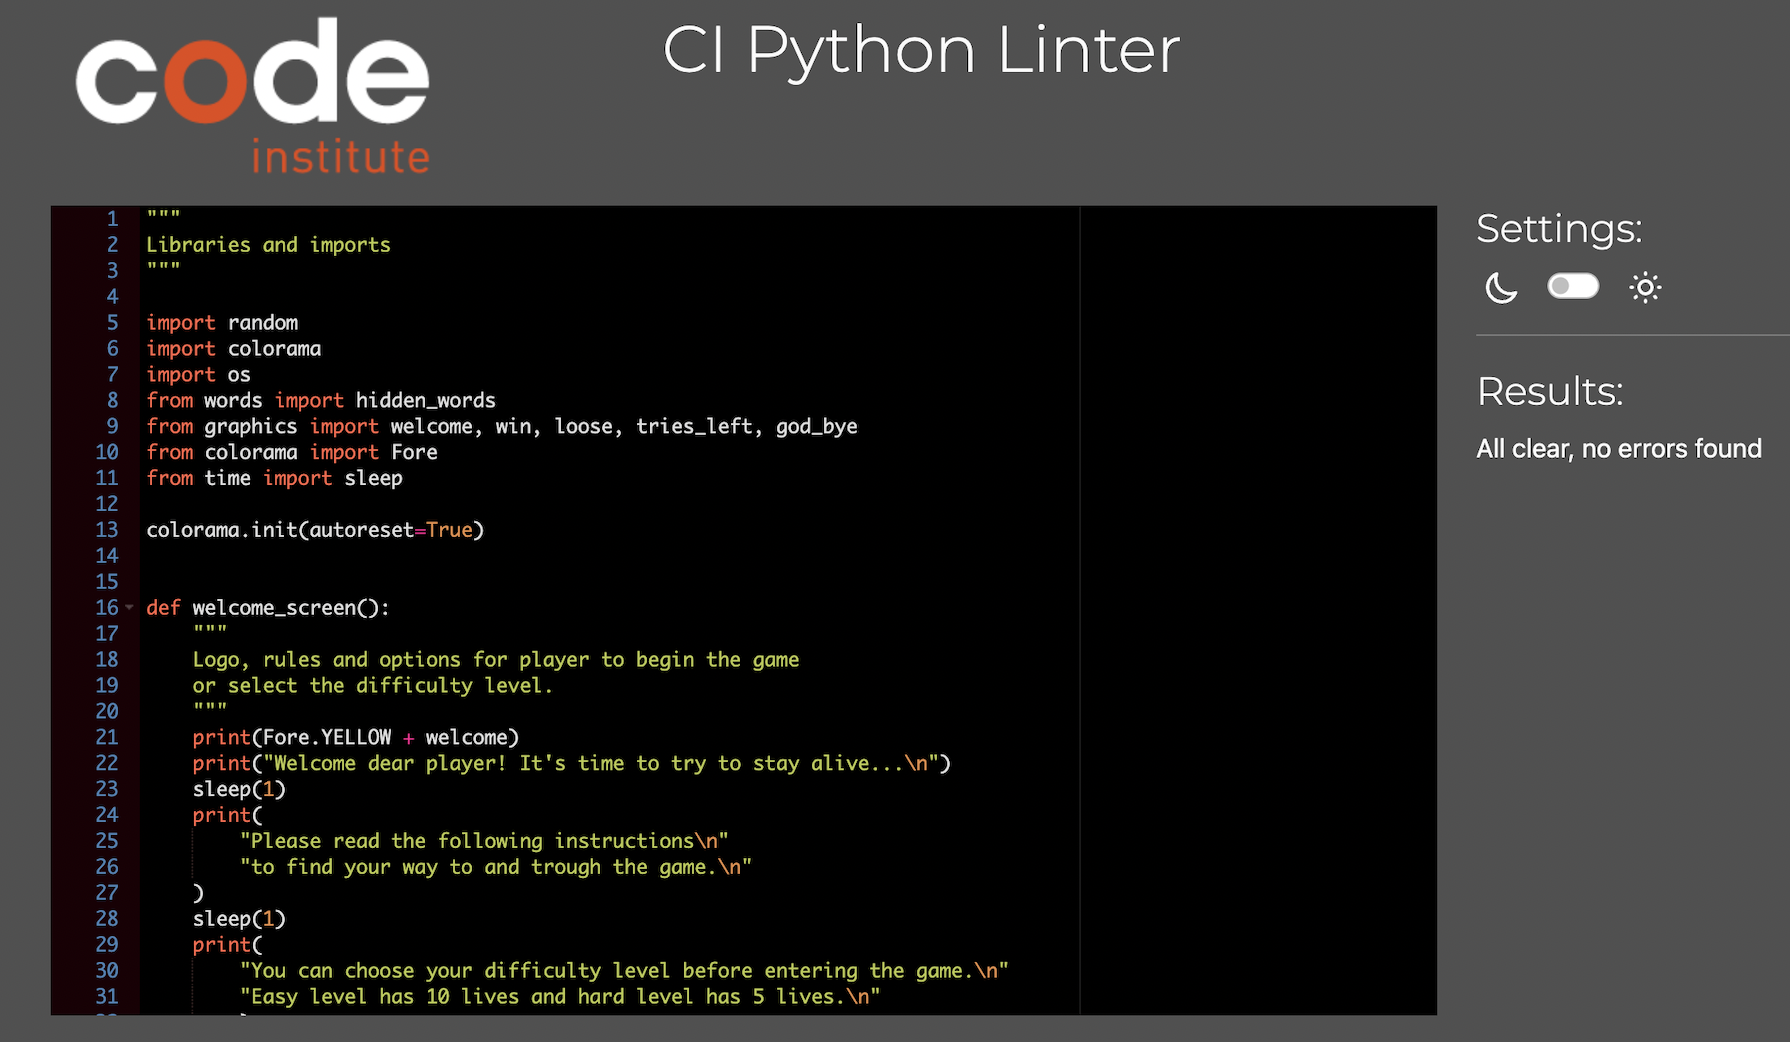 code
institute
CI Python Linter
1 """
2 Libraries and imports
3 """
4
5 import random
6 import colorama
7 import os
8 from words import hidden_words
9 from graphics import welcome, win, loose, tries_left, god_bye
10 from colorama import Fore
11 from time import sleep
12
13 colorama.init(autoreset=True)
14
15
16 def welcome_screen():
17     """
18     Logo, rules and options for player to begin the game
19     or select the difficulty level.
20     """
21     print(Fore.YELLOW + welcome)
22     print("Welcome dear player! It's time to try to stay alive...\n")
23     sleep(1)
24     print(
25         "Please read the following instructions\n"
26         "to find your way to and trough the game.\n"
27     )
28     sleep(1)
29     print(
30         "You can choose your difficulty level before entering the game.\n"
31         "Easy level has 10 lives and hard level has 5 lives.\n"
Settings:
Results:
All clear, no errors found